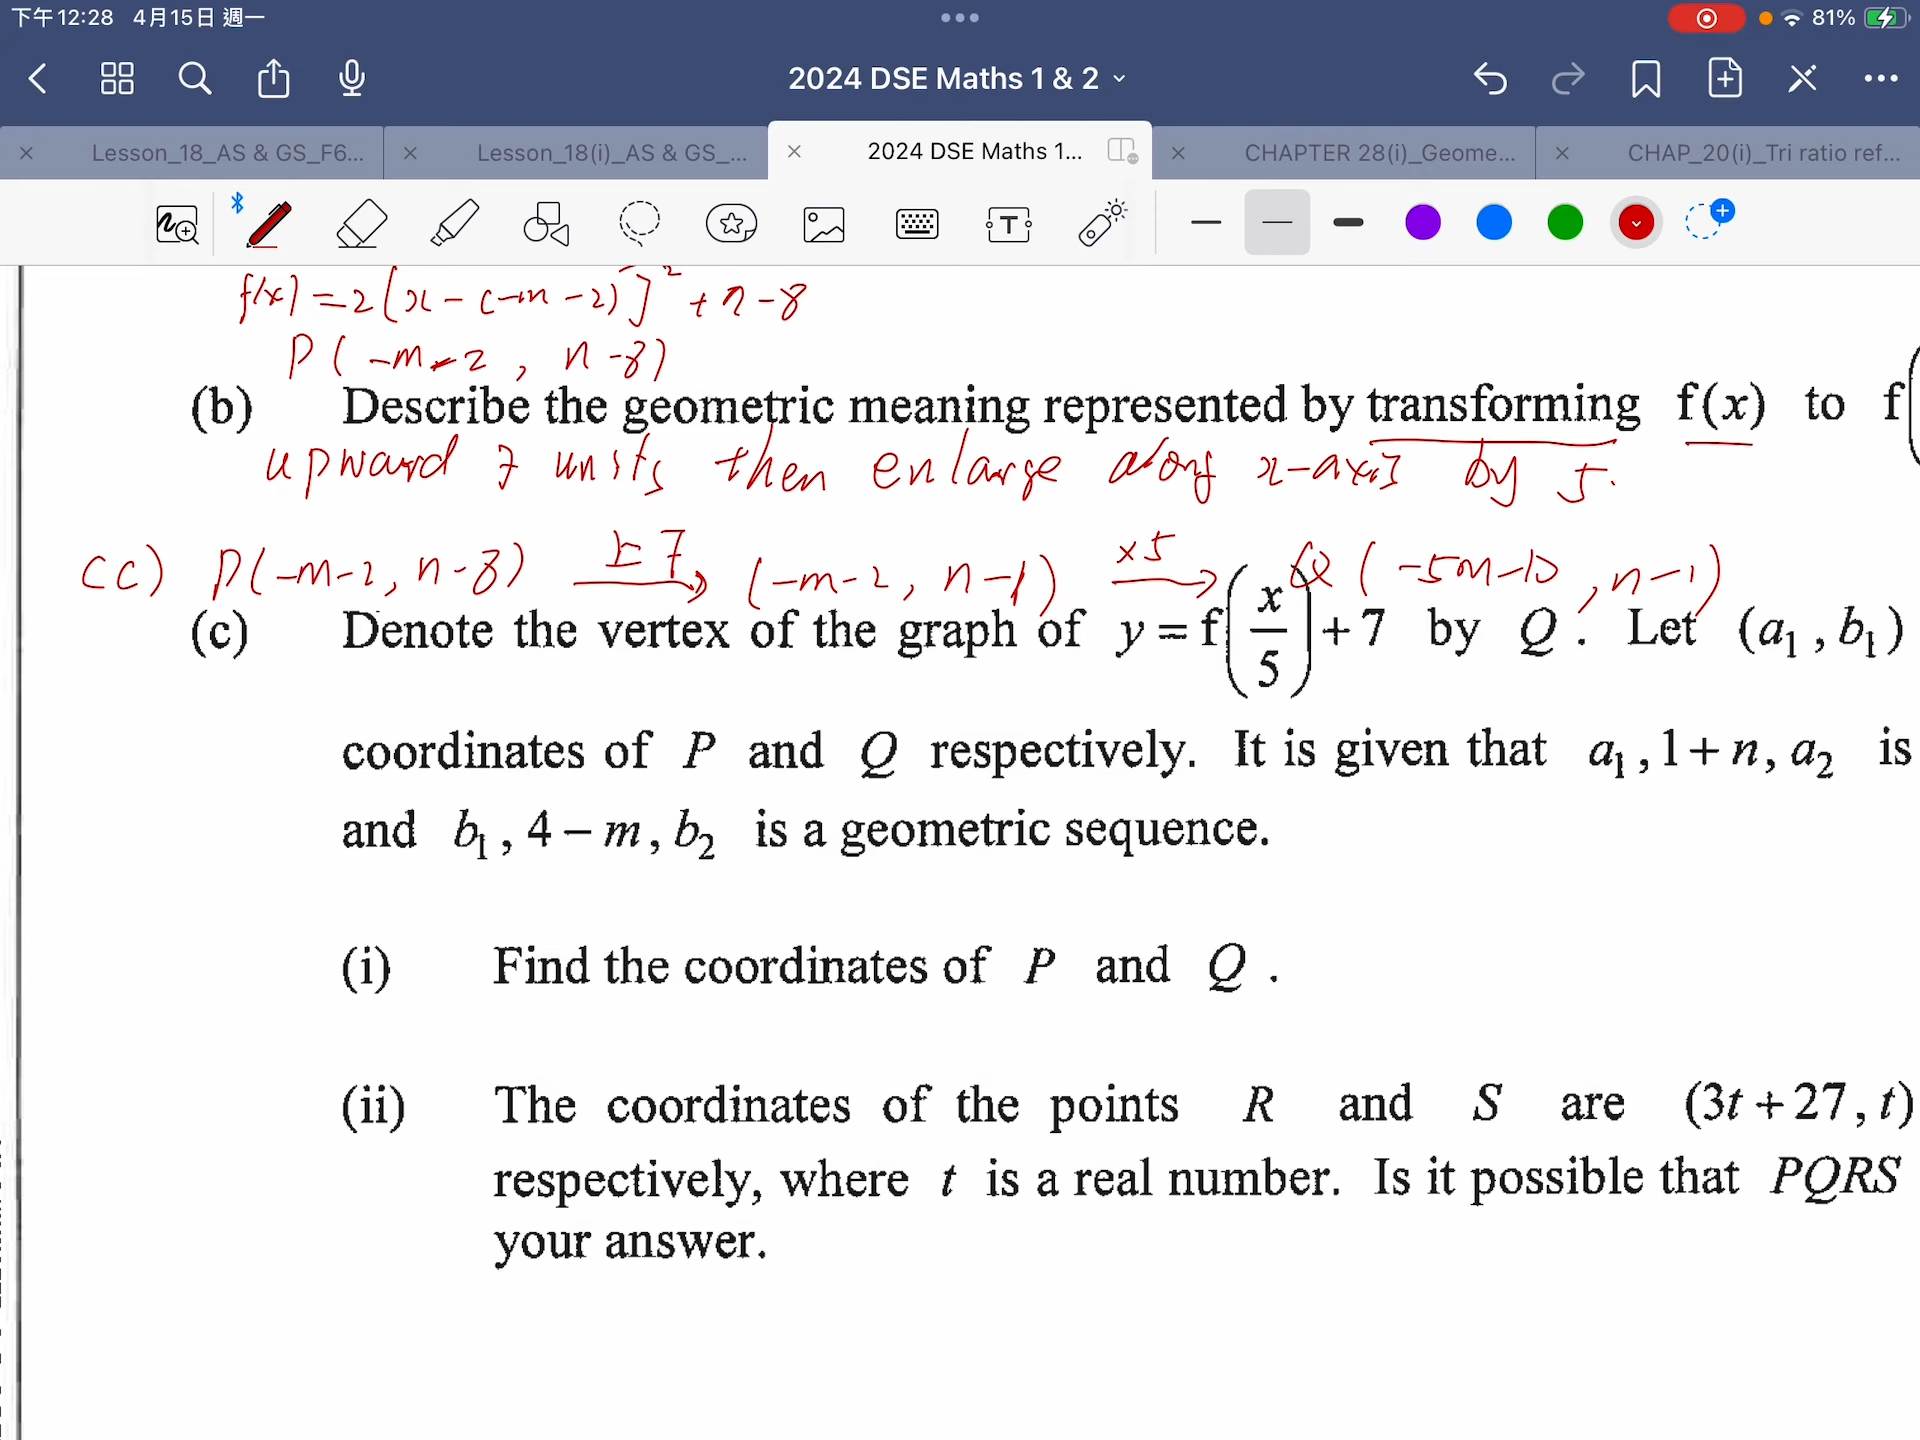 下午12:28 4月15日 週一
81%
2024 DSE Maths 1 & 2
Lesson_18_AS & GS_F6...
Lesson_18(i)_AS & GS_...
2024 DSE Maths 1...
CHAPTER 28(i)_Geome...
CHAP_20(i)_Tri ratio ref...
f(x) = 2[x - (-m - 2)]² + n - 8
P(-m-2, n-8)
(b) Describe the geometric meaning represented by transforming f(x) to f(
upward 7 units then enlarge along x-axis by 5.
(c) P(-m-2, n-8) 上7 → (-m-2, n-1) ×5 → Q(-5m-10, n-1)
(c) Denote the vertex of the graph of y = f(x/5) + 7 by Q. Let (a₁, b₁)
coordinates of P and Q respectively. It is given that a₁, 1 + n, a₂ is
and b₁, 4 − m, b₂ is a geometric sequence.
(i) Find the coordinates of P and Q.
(ii) The coordinates of the points R and S are (3t + 27, t)
respectively, where t is a real number. Is it possible that PQRS
your answer.